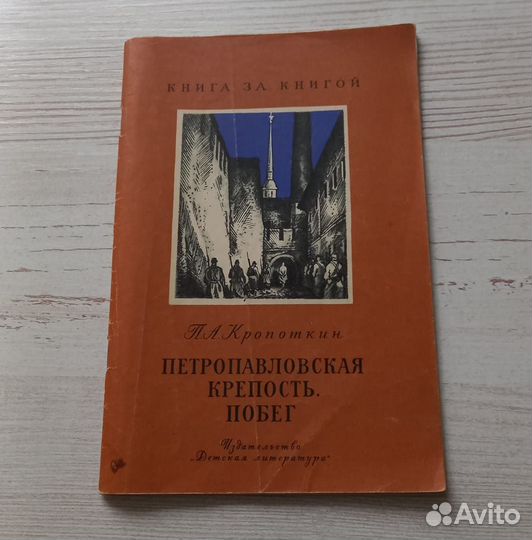 КНИГА ЗА КНИГОЙ
П.А.Кропоткин
ПЕТРОПАВЛОВСКАЯ
КРЕПОСТЬ.
ПОБЕГ
Издательство
„Детская литература"
Avito